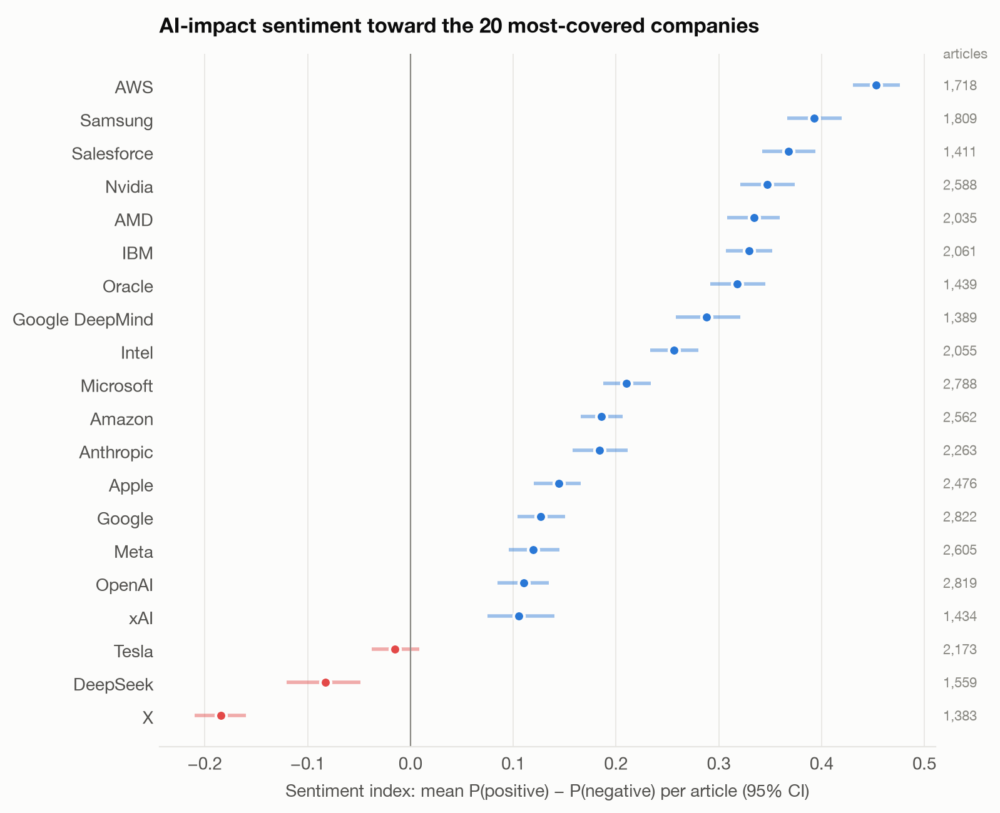 AI-impact sentiment toward the 20 most-covered companies
articles
AWS 1,718
Samsung 1,809
Salesforce 1,411
Nvidia 2,588
AMD 2,035
IBM 2,061
Oracle 1,439
Google DeepMind 1,389
Intel 2,055
Microsoft 2,788
Amazon 2,562
Anthropic 2,263
Apple 2,476
Google 2,822
Meta 2,605
OpenAI 2,819
xAI 1,434
Tesla 2,173
DeepSeek 1,559
X 1,383
−0.2 −0.1 0.0 0.1 0.2 0.3 0.4 0.5
Sentiment index: mean P(positive) − P(negative) per article (95% CI)